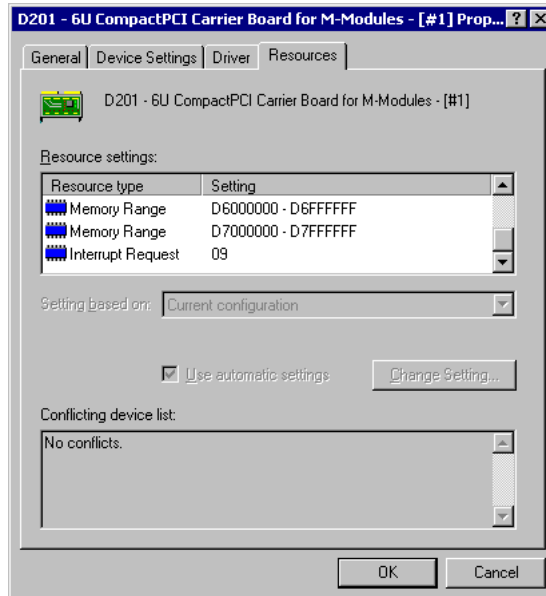 D201 - 6U CompactPCI Carrier Board for M-Modules - [#1] Prop...
General Device Settings Driver Resources
D201 - 6U CompactPCI Carrier Board for M-Modules - [#1]
Resource settings:
Resource type Setting
Memory Range D6000000 - D6FFFFFF
Memory Range D7000000 - D7FFFFFF
Interrupt Request 09
Setting based on: Current configuration
Use automatic settings Change Setting...
Conflicting device list:
No conflicts.
OK Cancel